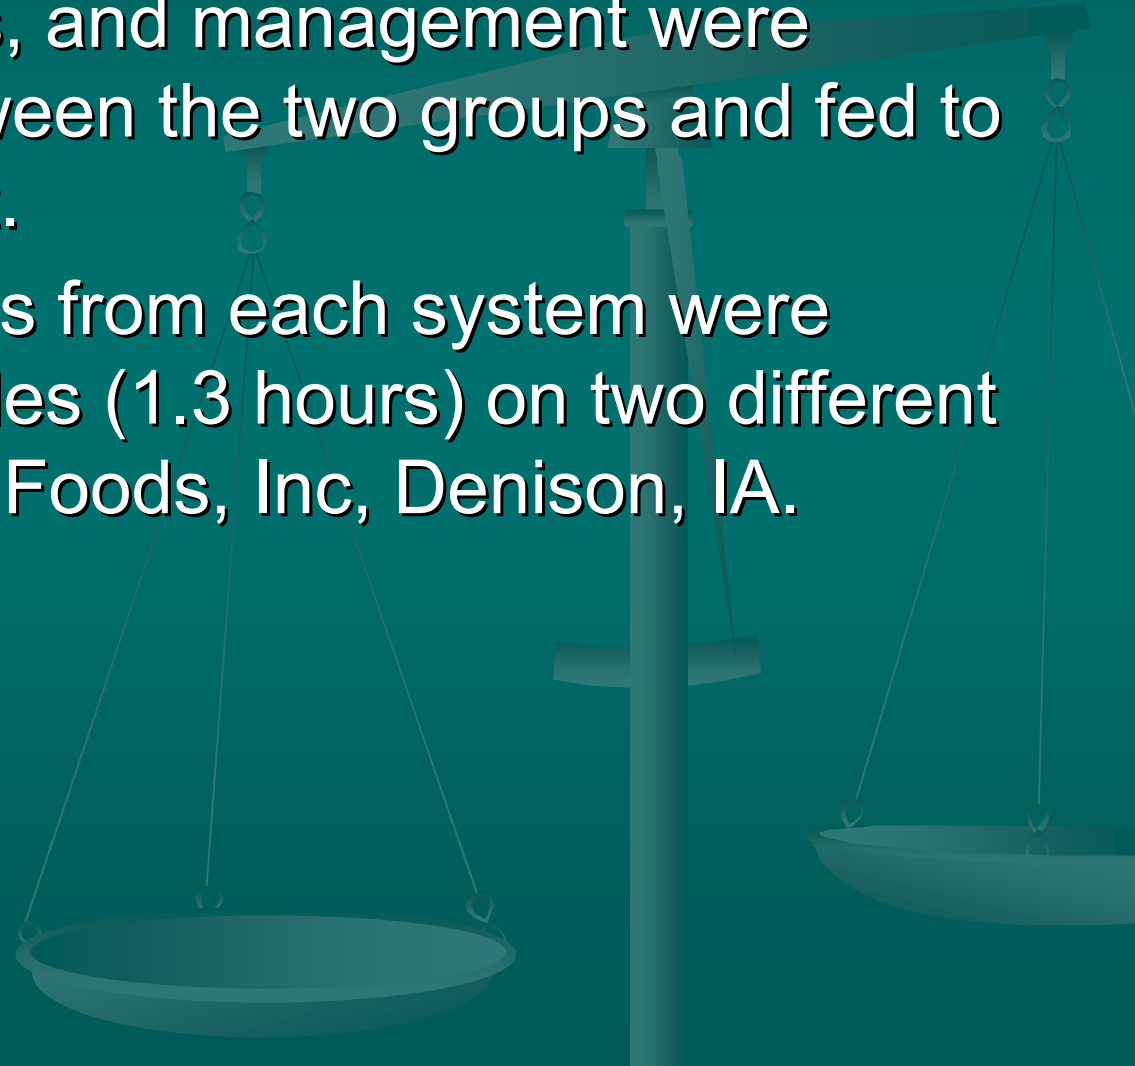 , and management were
ween the two groups and fed to
.
s from each system were
les (1.3 hours) on two different
Foods, Inc, Denison, IA.